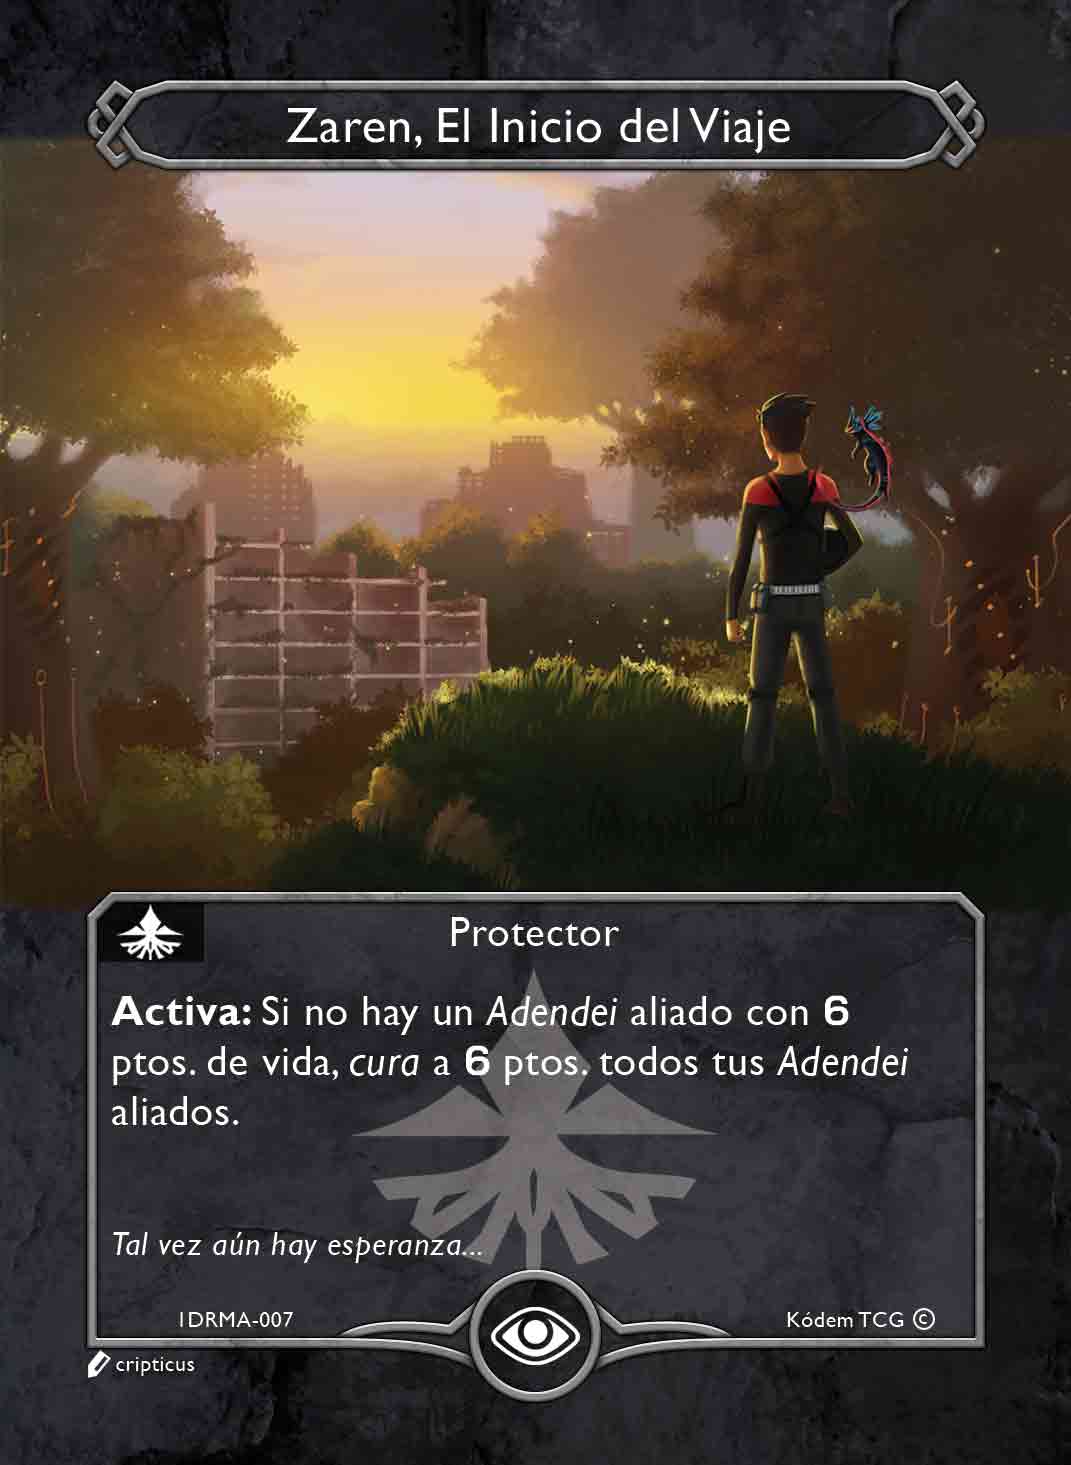 Zaren, El Inicio del Viaje
Protector
Activa: Si no hay un Adendei aliado con 6
ptos. de vida, cura a 6 ptos. todos tus Adendei
aliados.
Tal vez aún hay esperanza...
1DRMA-007
Kódem TCG ©
cripticus